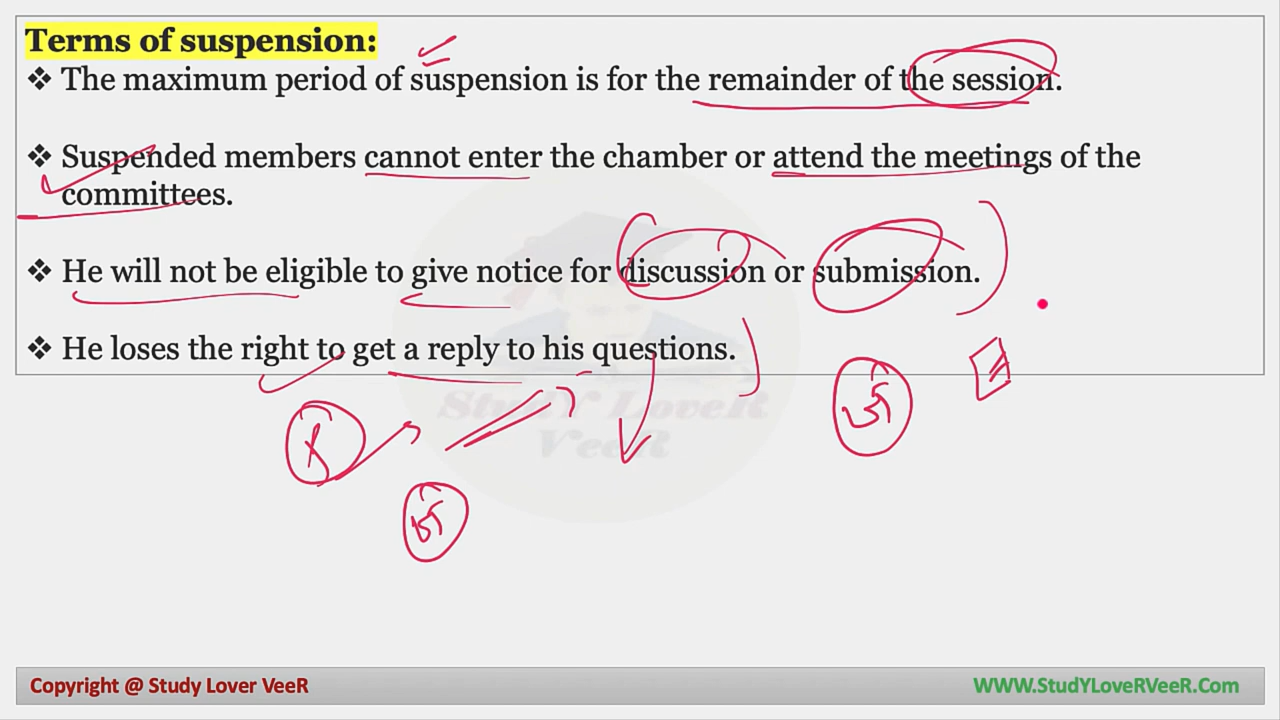 Terms of suspension:
❖ The maximum period of suspension is for the remainder of the session.
❖ Suspended members cannot enter the chamber or attend the meetings of the
committees.
❖ He will not be eligible to give notice for discussion or submission.
❖ He loses the right to get a reply to his questions.
StudY LoveR
VeeR
Copyright @ Study Lover VeeR
WWW.StudYLoveRVeeR.Com